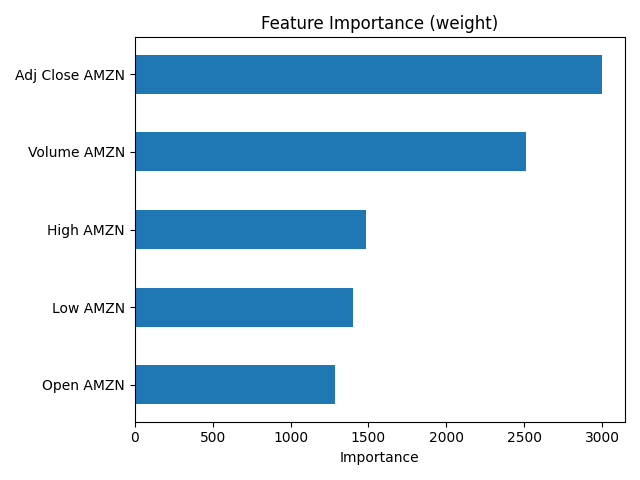 Feature Importance (weight)
Adj Close AMZN
Volume AMZN
High AMZN
Low AMZN
Open AMZN
0 500 1000 1500 2000 2500 3000
Importance